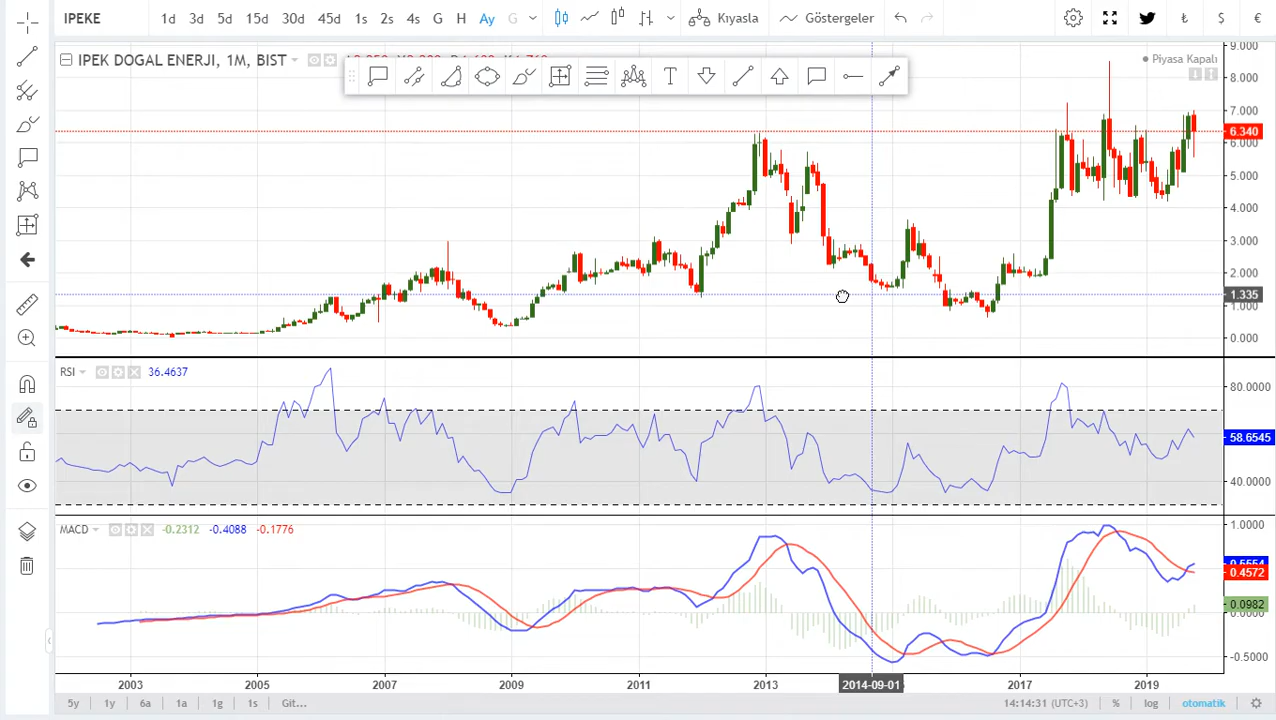 IPEKE 1d 3d 5d 15d 30d 45d 1s 2s 4s G H Ay G Kıyasla Göstergeler ₺ $ €
IPEK DOGAL ENERJI, 1M, BIST
Piyasa Kapalı
9.000
8.000
7.000
6.340
6.000
5.000
4.000
3.000
2.000
1.335
1.000
0.000
RSI 36.4637
80.0000
58.6545
40.0000
MACD -0.2312 -0.4088 -0.1776
1.0000
0.4572
0.0982
0.0000
-0.5000
2003 2005 2007 2009 2011 2013 2014-09-01 2017 2019
5y 1y 6a 1a 1g 1s Git... 14:14:31 (UTC+3) % log otomatik